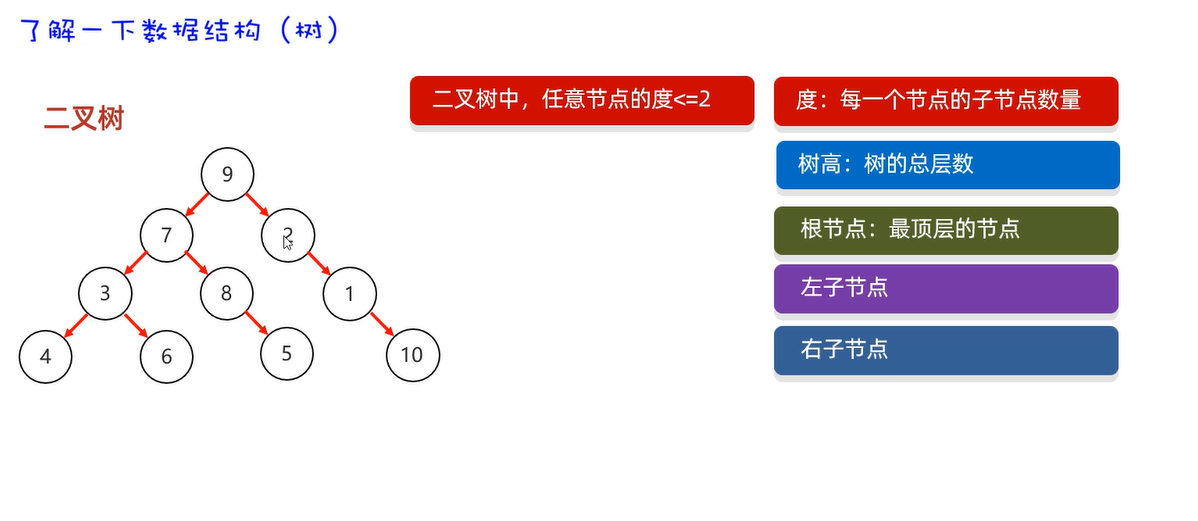 了解一下数据结构（树）
二叉树
二叉树中，任意节点的度<=2
度：每一个节点的子节点数量
树高：树的总层数
根节点：最顶层的节点
左子节点
右子节点
9
7
3 8 1
4 6 5 10